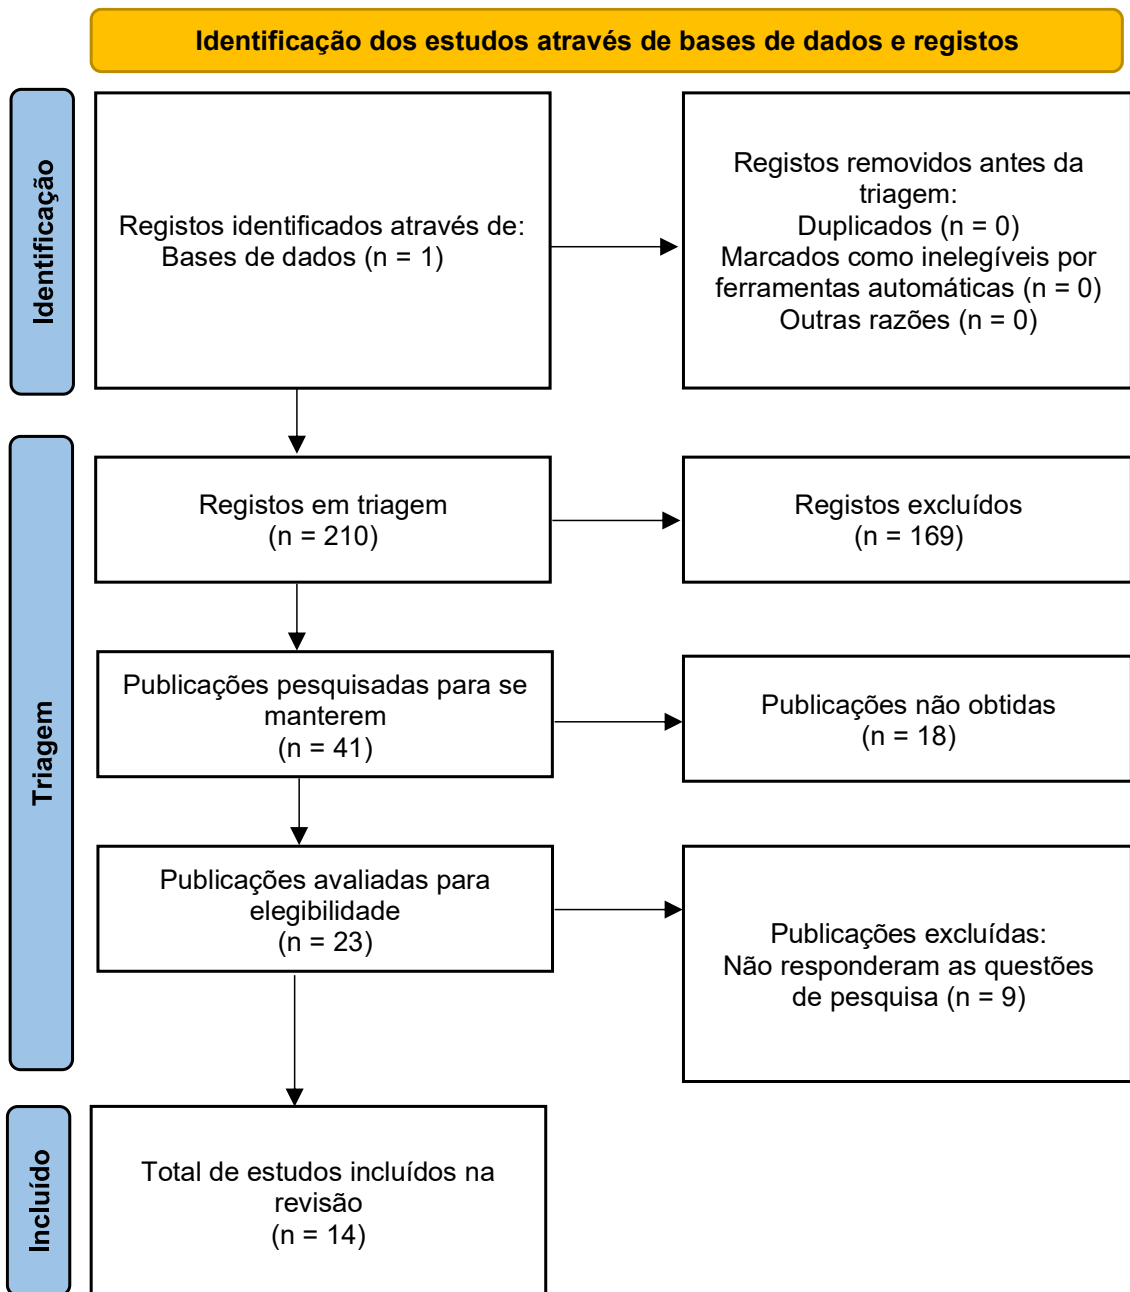 Identificação dos estudos através de bases de dados e registos
Identificação
Registos identificados através de:
Bases de dados (n = 1)
Registos removidos antes da
triagem:
Duplicados (n = 0)
Marcados como inelegíveis por
ferramentas automáticas (n = 0)
Outras razões (n = 0)
Triagem
Registos em triagem
(n = 210)
Registos excluídos
(n = 169)
Publicações pesquisadas para se
manterem
(n = 41)
Publicações não obtidas
(n = 18)
Publicações avaliadas para
elegibilidade
(n = 23)
Publicações excluídas:
Não responderam as questões
de pesquisa (n = 9)
Incluído
Total de estudos incluídos na
revisão
(n = 14)